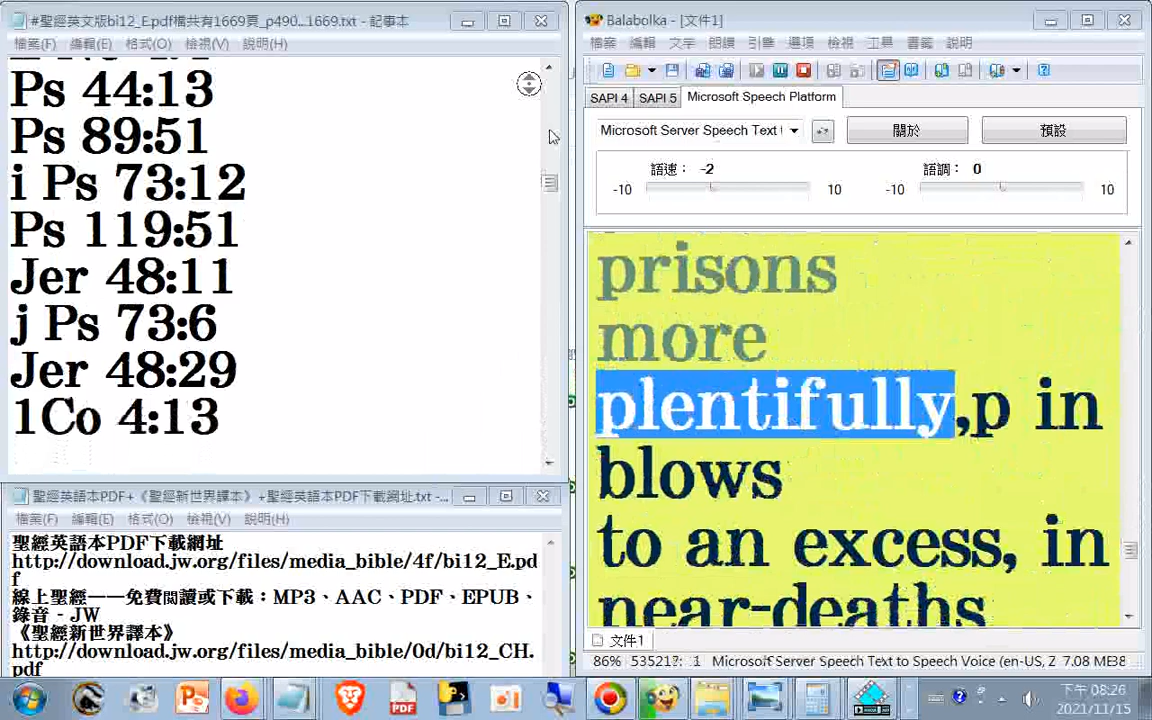 #聖經英文版bi12_E.pdf檔共有1669頁_p490...1669.txt - 記事本
檔案(F) 編輯(E) 格式(O) 檢視(V) 說明(H)
Ps 44:13
Ps 89:51
i Ps 73:12
Ps 119:51
Jer 48:11
j Ps 73:6
Jer 48:29
1Co 4:13
聖經英語本PDF+《聖經新世界譯本》+聖經英語本PDF下載網址.txt -...
檔案(F) 編輯(E) 格式(O) 檢視(V) 說明(H)
聖經英語本PDF下載網址
http://download.jw.org/files/media_bible/4f/bi12_E.pd
f
線上聖經——免費閱讀或下載：MP3、AAC、PDF、EPUB、
錄音 - JW
《聖經新世界譯本》
http://download.jw.org/files/media_bible/0d/bi12_CH.
pdf
Balabolka - [文件1]
檔案 編輯 文字 朗讀 引擎 選項 檢視 工具 書籤 說明
SAPI 4 SAPI 5 Microsoft Speech Platform
Microsoft Server Speech Text 關於 預設
語速： -2 語調： 0
-10 10 -10 10
prisons
more
plentifully,p in
blows
to an excess, in
near-deaths
文件1
86% 535217: 1 Microsoft Server Speech Text to Speech Voice (en-US, Z 7.08 ME38
下午 08:26
2021/11/15